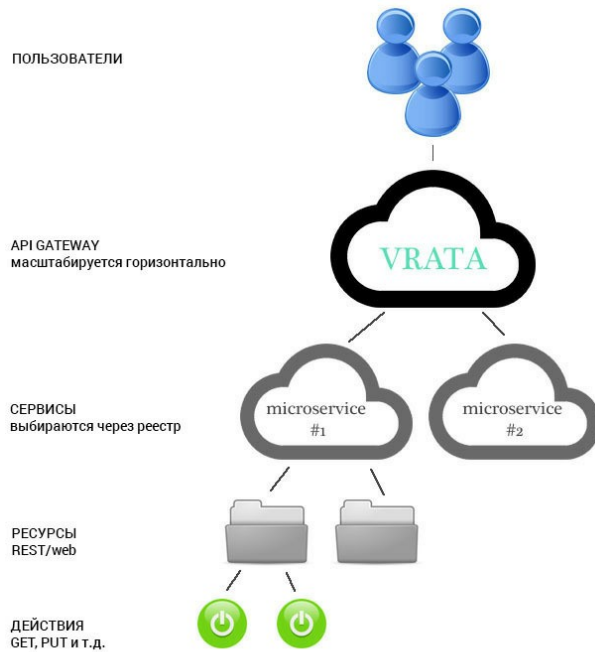 ПОЛЬЗОВАТЕЛИ
API GATEWAY
масштабируется горизонтально
VRATA
СЕРВИСЫ
выбираются через реестр
microservice
#1
microservice
#2
РЕСУРСЫ
REST/web
ДЕЙСТВИЯ
GET, PUT и т.д.